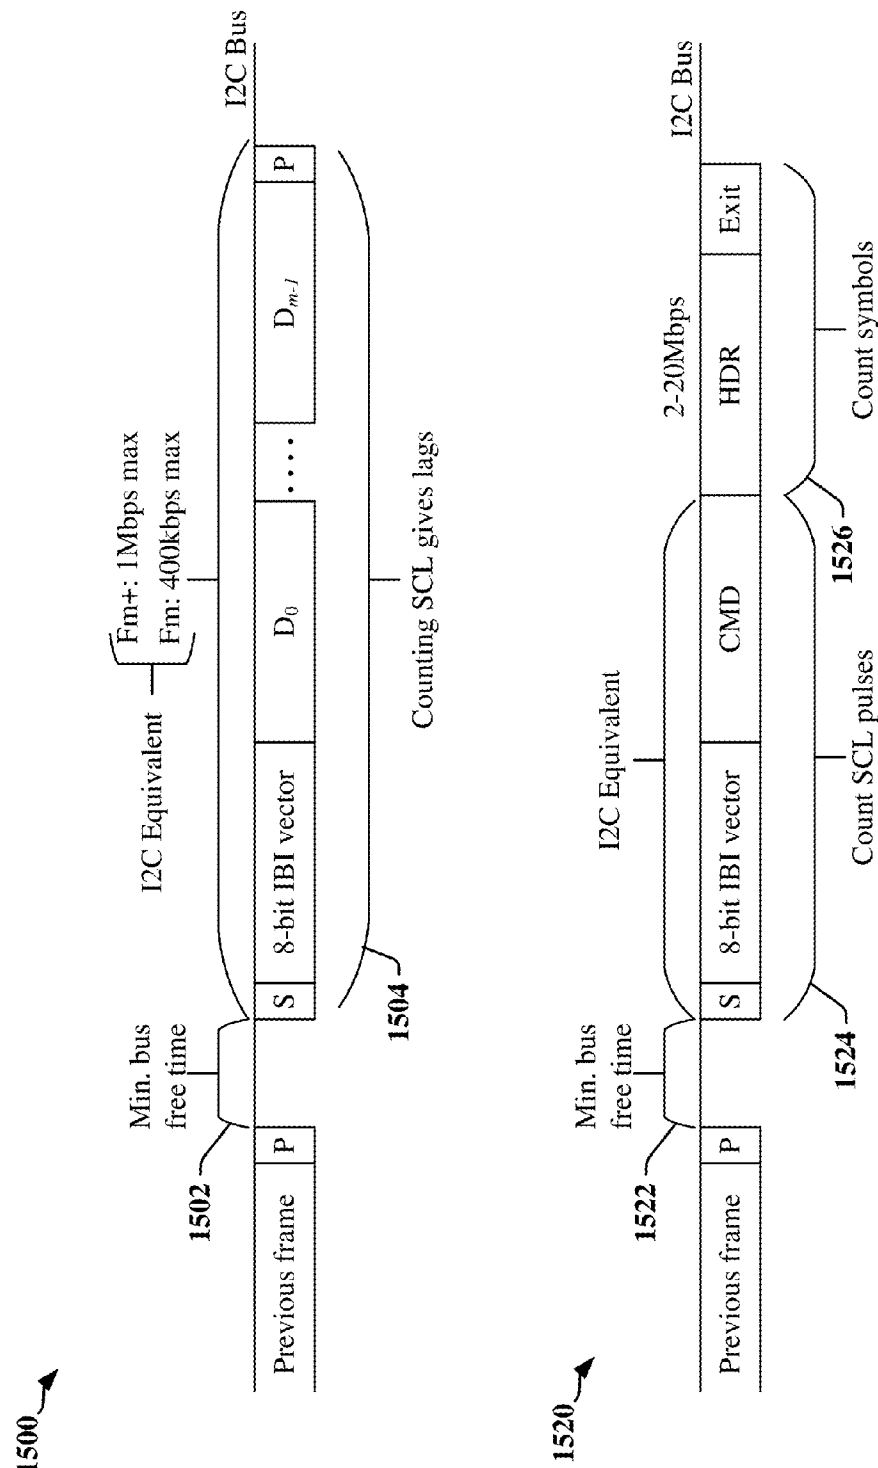 1500
I2C Equivalent
Fm+: 1Mbps max
Fm: 400kbps max
Min. bus
free time
1502
Previous frame
P
S
8-bit IBI vector
D0
.....
Dm-1
P
I2C Bus
1504
Counting SCL gives lags
1520
Min. bus
free time
I2C Equivalent
2-20Mbps
1522
Previous frame
P
S
8-bit IBI vector
CMD
HDR
Exit
I2C Bus
1524
Count SCL pulses
1526
Count symbols